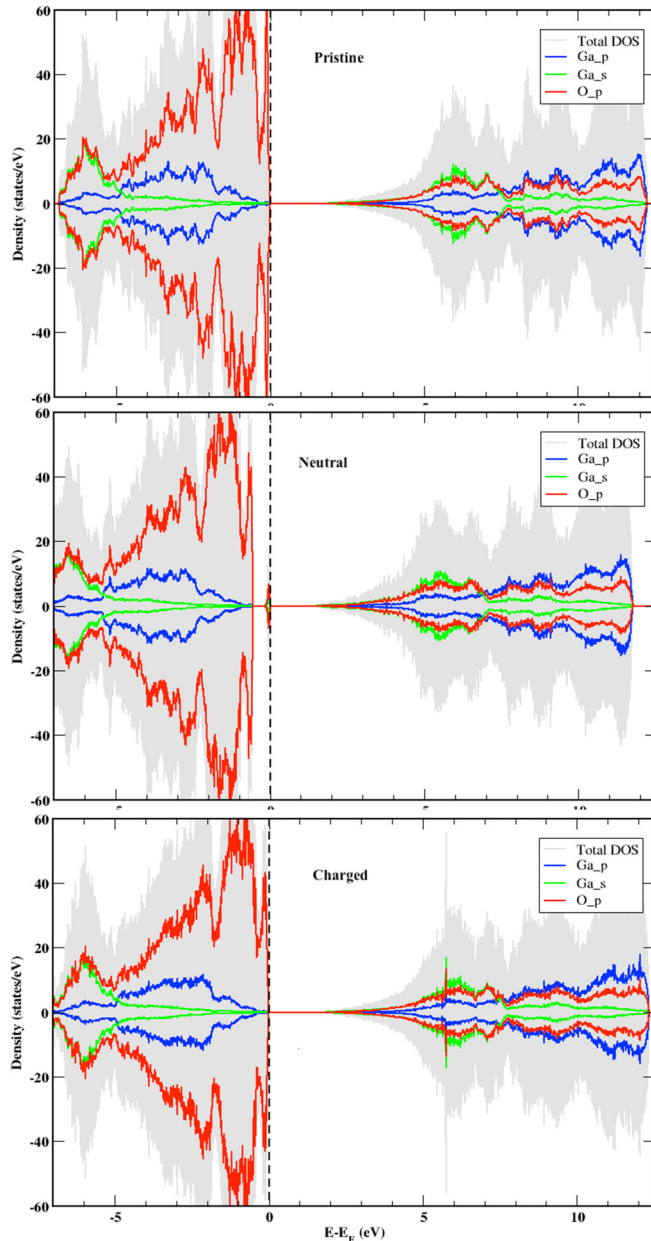 60
40
20
0
-20
-40
-60
Density (states/eV)
Pristine
Total DOS
Ga_p
Ga_s
O_p
-5
0
5
10
60
40
20
0
-20
-40
-60
Density (states/eV)
Neutral
Total DOS
Ga_p
Ga_s
O_p
-5
0
5
10
60
40
20
0
-20
-40
-60
Density (states/eV)
Charged
Total DOS
Ga_p
Ga_s
O_p
-5
0
5
10
E-E_F (eV)